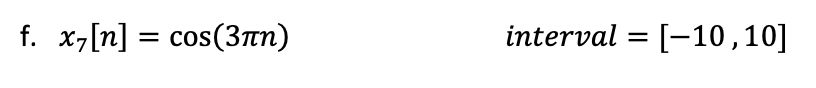 f. x₇[n] = cos(3πn) interval = [−10 , 10]